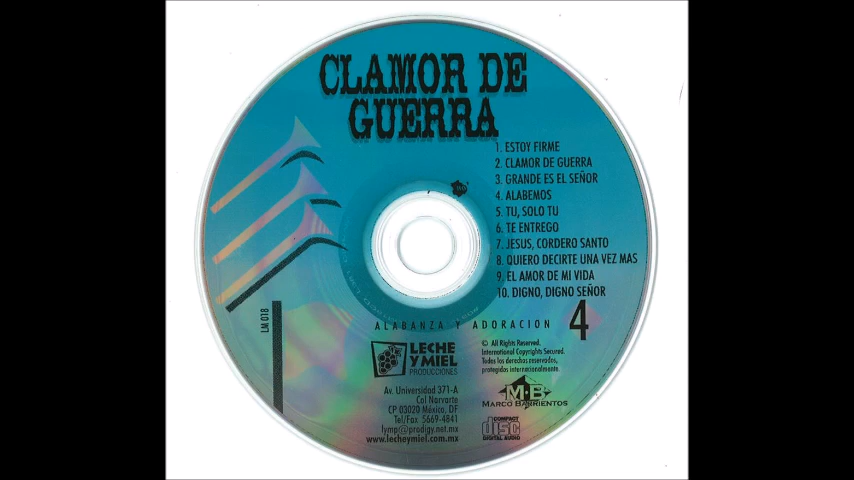 CLAMOR DE
GUERRA
1. ESTOY FIRME
2. CLAMOR DE GUERRA
3. GRANDE ES EL SEÑOR
4. ALABEMOS
5. TU, SOLO TU
6. TE ENTREGO
7. JESUS, CORDERO SANTO
8. QUIERO DECIRTE UNA VEZ MAS
9. EL AMOR DE MI VIDA
10. DIGNO, DIGNO SEÑOR
LM 018
ALABANZA Y ADORACION 4
LECHE
Y MIEL
PRODUCCIONES
Av. Universidad 371-A
Col Narvarte
CP 03020 México, DF
Tel/Fax 5669-4841
lymp@prodigy.net.mx
www.lecheymiel.com.mx
© All Rights Reserved.
International Copyrights Secured.
Todos los derechos reservados,
protegidos internacionalmente.
M·B
MARCO BARRIENTOS
COMPACT
disc
DIGITAL AUDIO